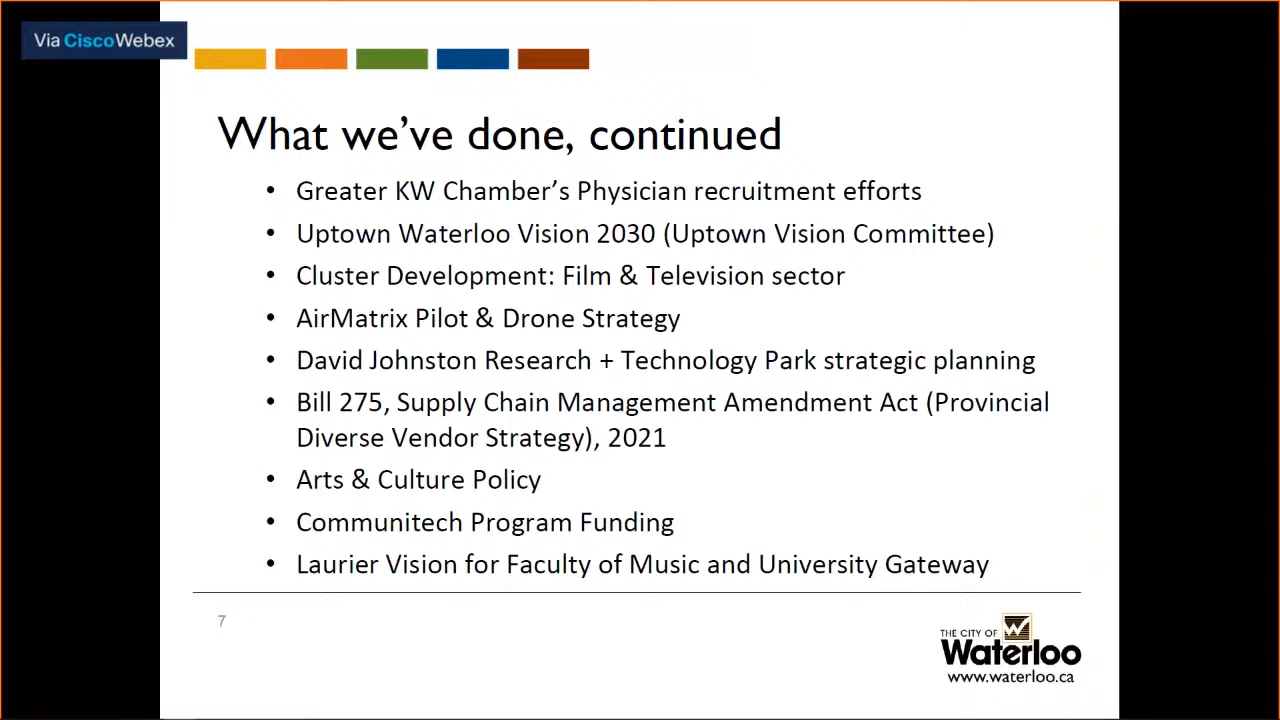 Via CiscoWebex
What we've done, continued
• Greater KW Chamber's Physician recruitment efforts
• Uptown Waterloo Vision 2030 (Uptown Vision Committee)
• Cluster Development: Film & Television sector
• AirMatrix Pilot & Drone Strategy
• David Johnston Research + Technology Park strategic planning
• Bill 275, Supply Chain Management Amendment Act (Provincial
Diverse Vendor Strategy), 2021
• Arts & Culture Policy
• Communitech Program Funding
• Laurier Vision for Faculty of Music and University Gateway
7
THE CITY OF
Waterloo
www.waterloo.ca